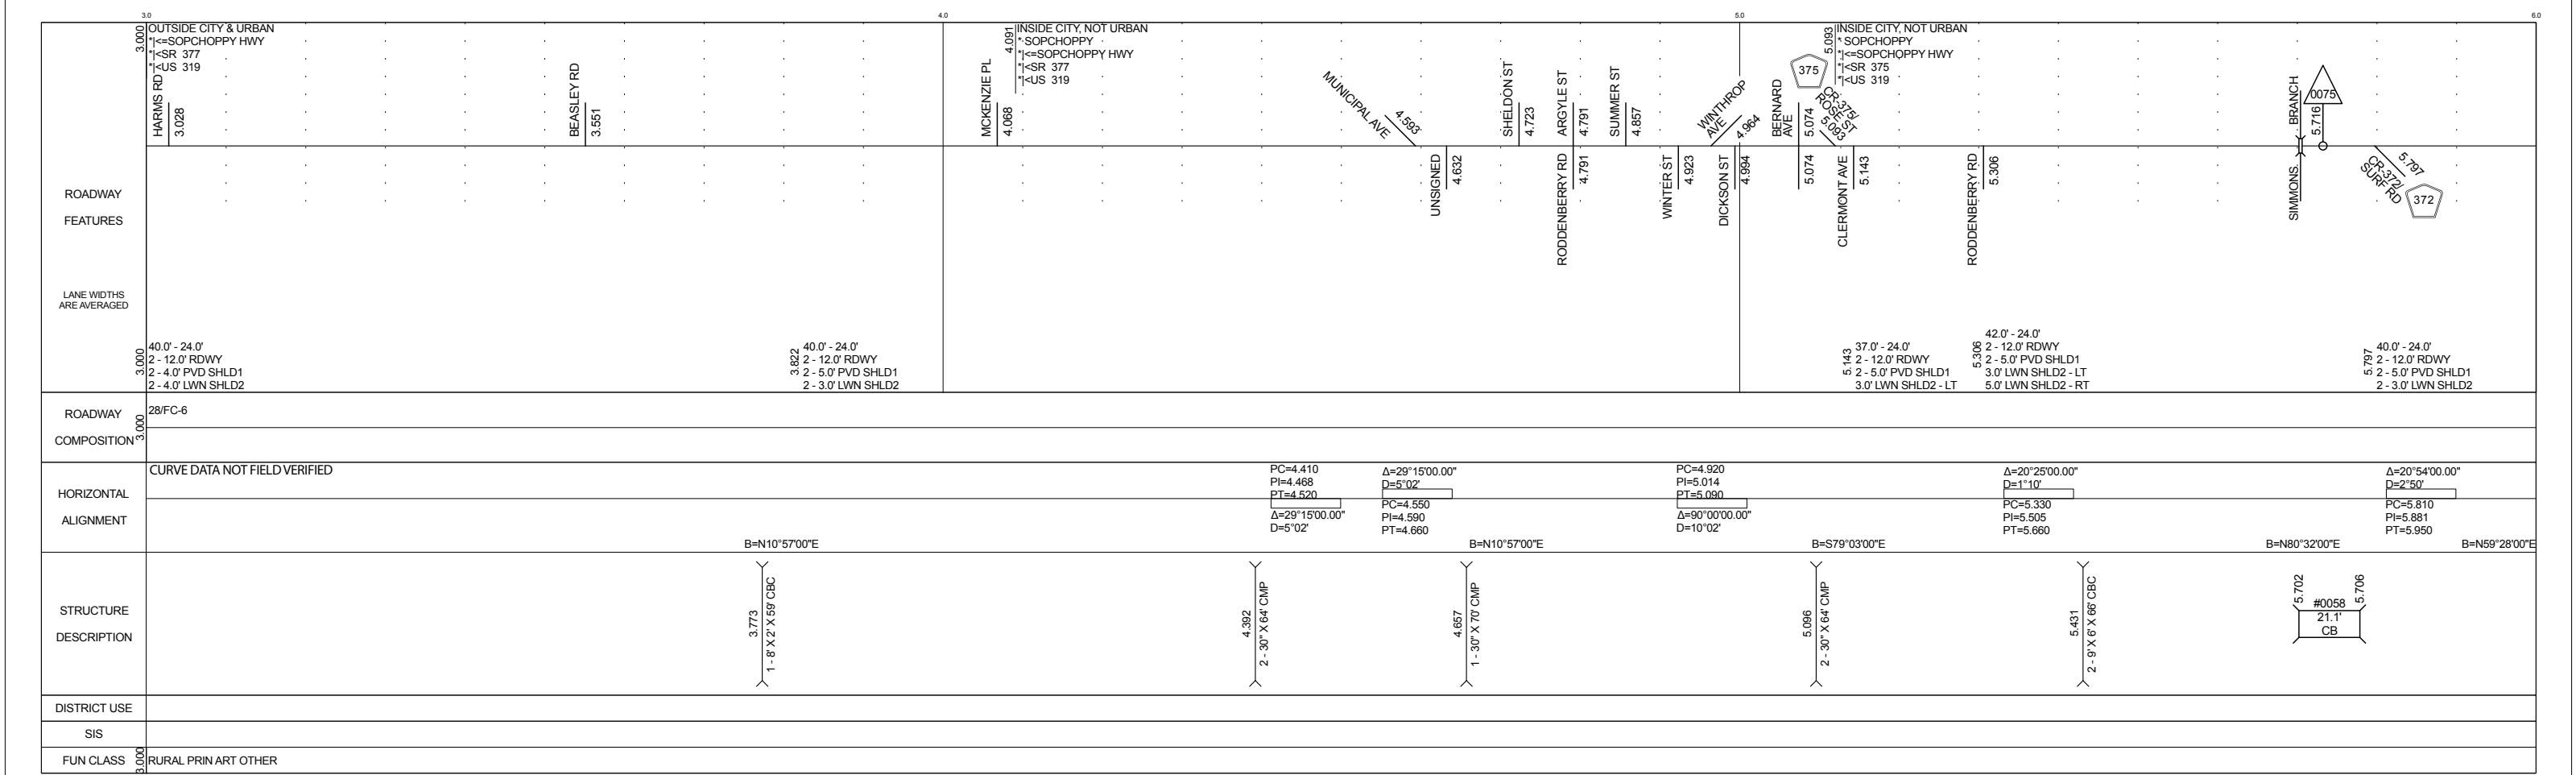 3.0
4.0
5.0
6.0
ROADWAY
FEATURES
LANE WIDTHS
ARE AVERAGED
3.000
OUTSIDE CITY & URBAN
*|<=SOPCHOPPY HWY
*|<SR 377
*|<US 319
HARMS RD
3.028
BEASLEY RD
3.551
MCKENZIE PL
4.068
4.091
INSIDE CITY, NOT URBAN
* SOPCHOPPY
*|<=SOPCHOPPY HWY
*|<SR 377
*|<US 319
MUNICIPAL AVE
4.593
UNSIGNED
4.632
SHELDON ST
4.723
ARGYLE ST
4.791
RODDENBERRY RD
4.791
SUMMER ST
4.857
WINTER ST
4.923
WINTHROP
AVE
4.964
DICKSON ST
4.994
BERNARD
AVE
5.074
5.074
375
CR-375/
ROSE ST
5.093
5.093
INSIDE CITY, NOT URBAN
* SOPCHOPPY
*|<=SOPCHOPPY HWY
*|<SR 375
*|<US 319
CLERMONT AVE
5.143
RODDENBERRY RD
5.306
SIMMONS BRANCH
0075
5.716
5.797
CR-372/
SURF RD
372
3.000
40.0' - 24.0'
2 - 12.0' RDWY
2 - 4.0' PVD SHLD1
2 - 4.0' LWN SHLD2
3.822
40.0' - 24.0'
2 - 12.0' RDWY
2 - 5.0' PVD SHLD1
2 - 3.0' LWN SHLD2
5.143
37.0' - 24.0'
2 - 12.0' RDWY
2 - 5.0' PVD SHLD1
3.0' LWN SHLD2 - LT
5.306
42.0' - 24.0'
2 - 12.0' RDWY
2 - 5.0' PVD SHLD1
3.0' LWN SHLD2 - LT
5.0' LWN SHLD2 - RT
5.797
40.0' - 24.0'
2 - 12.0' RDWY
2 - 5.0' PVD SHLD1
2 - 3.0' LWN SHLD2
ROADWAY
COMPOSITION
3.000
28/FC-6
HORIZONTAL
ALIGNMENT
CURVE DATA NOT FIELD VERIFIED
B=N10°57'00"E
PC=4.410
PI=4.468
PT=4.520
Δ=29°15'00.00"
D=5°02'
Δ=29°15'00.00"
D=5°02'
PC=4.550
PI=4.590
PT=4.660
B=N10°57'00"E
PC=4.920
PI=5.014
PT=5.090
Δ=90°00'00.00"
D=10°02'
B=S79°03'00"E
Δ=20°25'00.00"
D=1°10'
PC=5.330
PI=5.505
PT=5.660
B=N80°32'00"E
Δ=20°54'00.00"
D=2°50'
PC=5.810
PI=5.881
PT=5.950
B=N59°28'00"E
STRUCTURE
DESCRIPTION
3.773
1 - 8' X 2' X 59' CBC
4.392
2 - 30" X 64' CMP
4.657
1 - 30" X 70' CMP
5.096
2 - 30" X 64' CMP
5.431
2 - 9' X 6' X 66' CBC
5.702
5.706
#0058
21.1'
CB
DISTRICT USE
SIS
FUN CLASS
3.000
RURAL PRIN ART OTHER